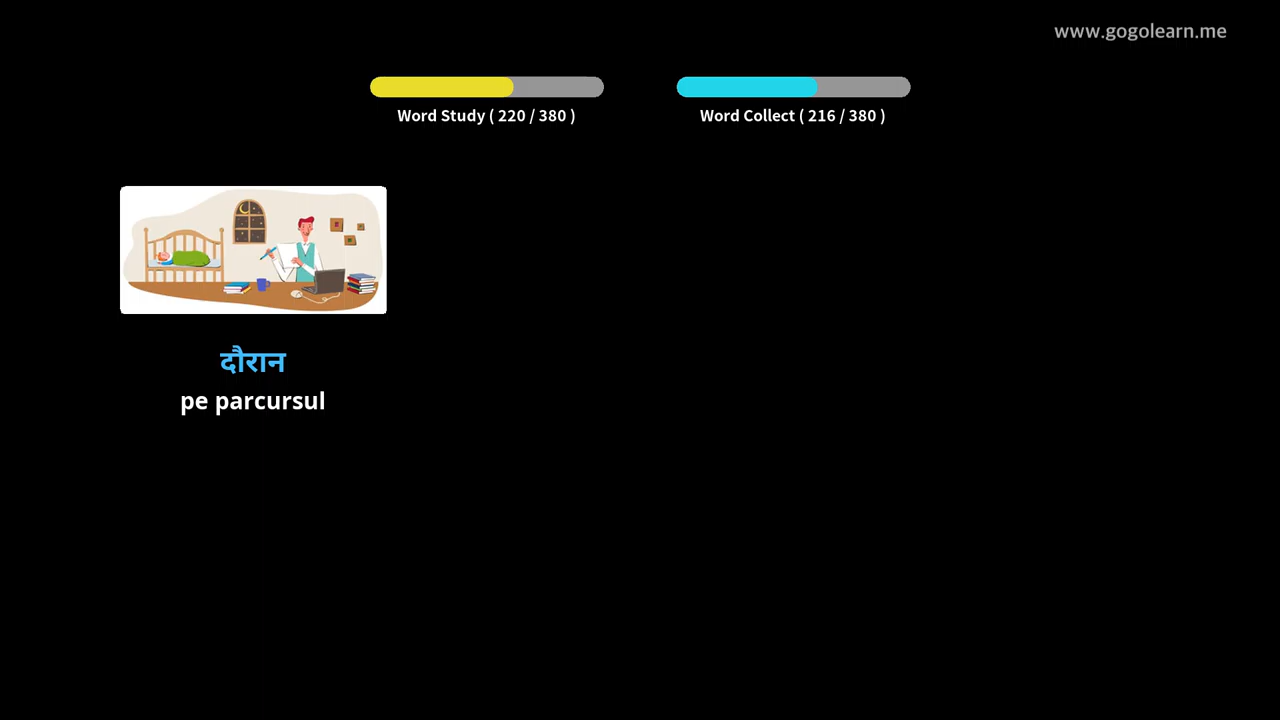 www.gogolearn.me
Word Study ( 220 / 380 )
Word Collect ( 216 / 380 )
दौरान
pe parcursul